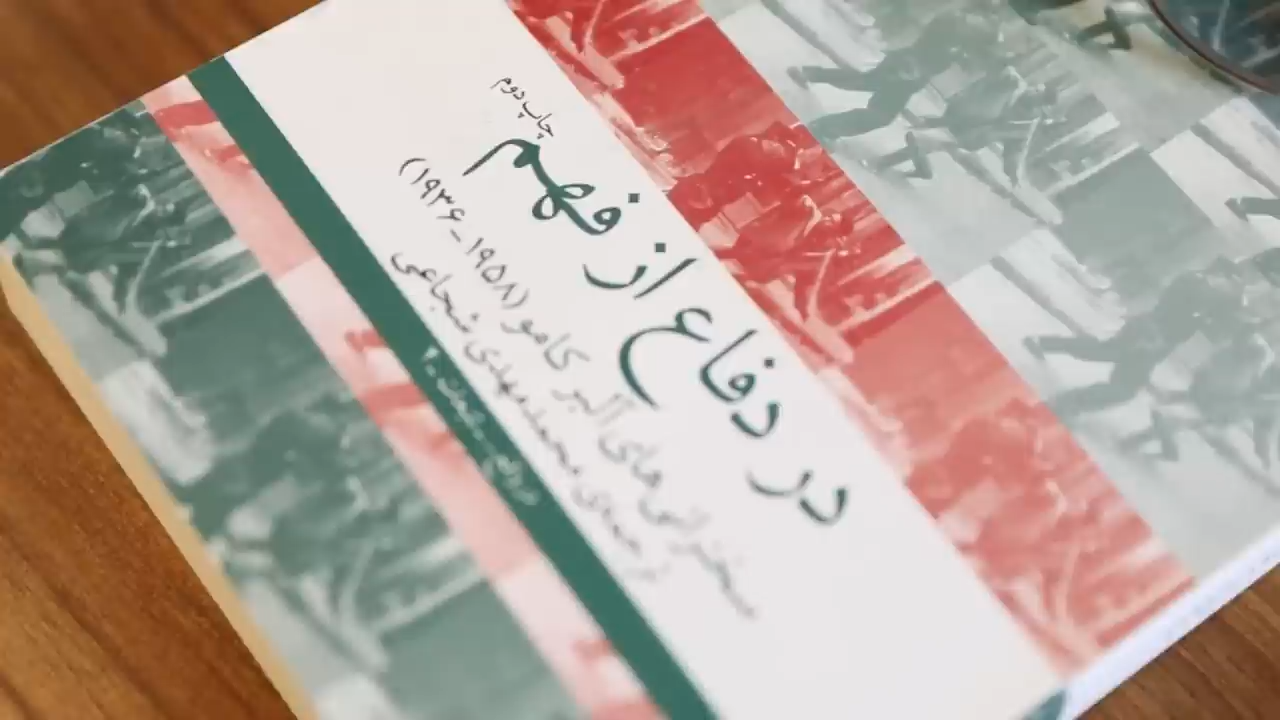 چاپ دوم
در دفاع از فهم
سخنرانی‌های آلبر کامو (۱۹۵۸-۱۹۳۶)
ترجمه‌ی محمدمهدی شجاعی